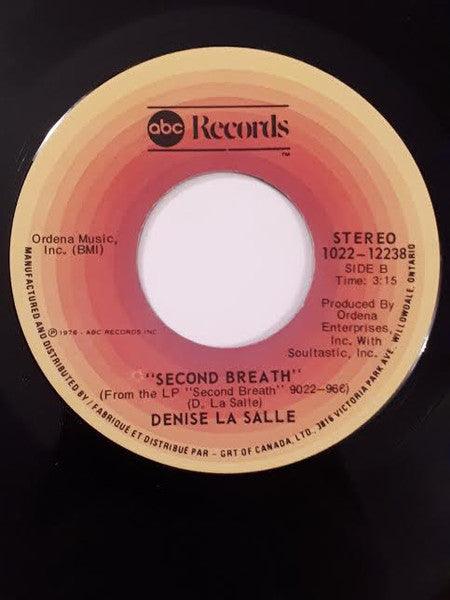 abc Records
TM
Ordena Music,
Inc. (BMI)
STEREO
1022-12238
SIDE B
Time: 3:15
Produced By
Ordena
Enterprises,
Inc. With
Soultastic, Inc.
℗ 1976 - ABC RECORDS INC.
"SECOND BREATH"
(From the LP "Second Breath" 9022-966)
(D. La Salle)
DENISE LA SALLE
MANUFACTURED AND DISTRIBUTED BY / FABRIQUÉ ET DISTRIBUÉ PAR - GRT OF CANADA, LTD. 3816 VICTORIA PARK AVE. WILLOWDALE, ONTARIO